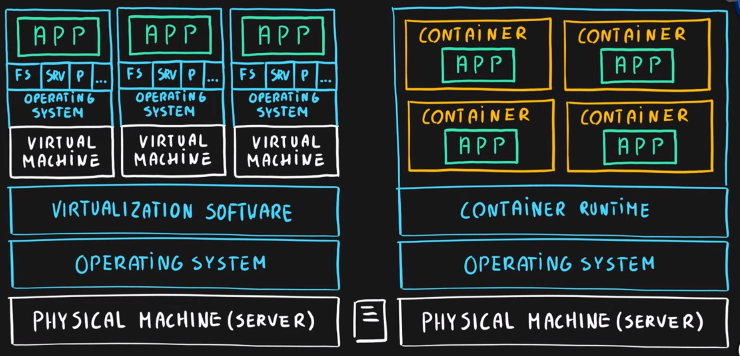 APP APP APP
FS SRV P ... FS SRV P ... FS SRV P ...
OPERATING OPERATING OPERATING
SYSTEM SYSTEM SYSTEM
VIRTUAL VIRTUAL VIRTUAL
MACHINE MACHINE MACHINE
VIRTUALIZATION SOFTWARE
OPERATING SYSTEM
PHYSICAL MACHINE (SERVER)
CONTAINER CONTAINER
APP APP
CONTAINER CONTAINER
APP APP
CONTAINER RUNTIME
OPERATING SYSTEM
PHYSICAL MACHINE (SERVER)